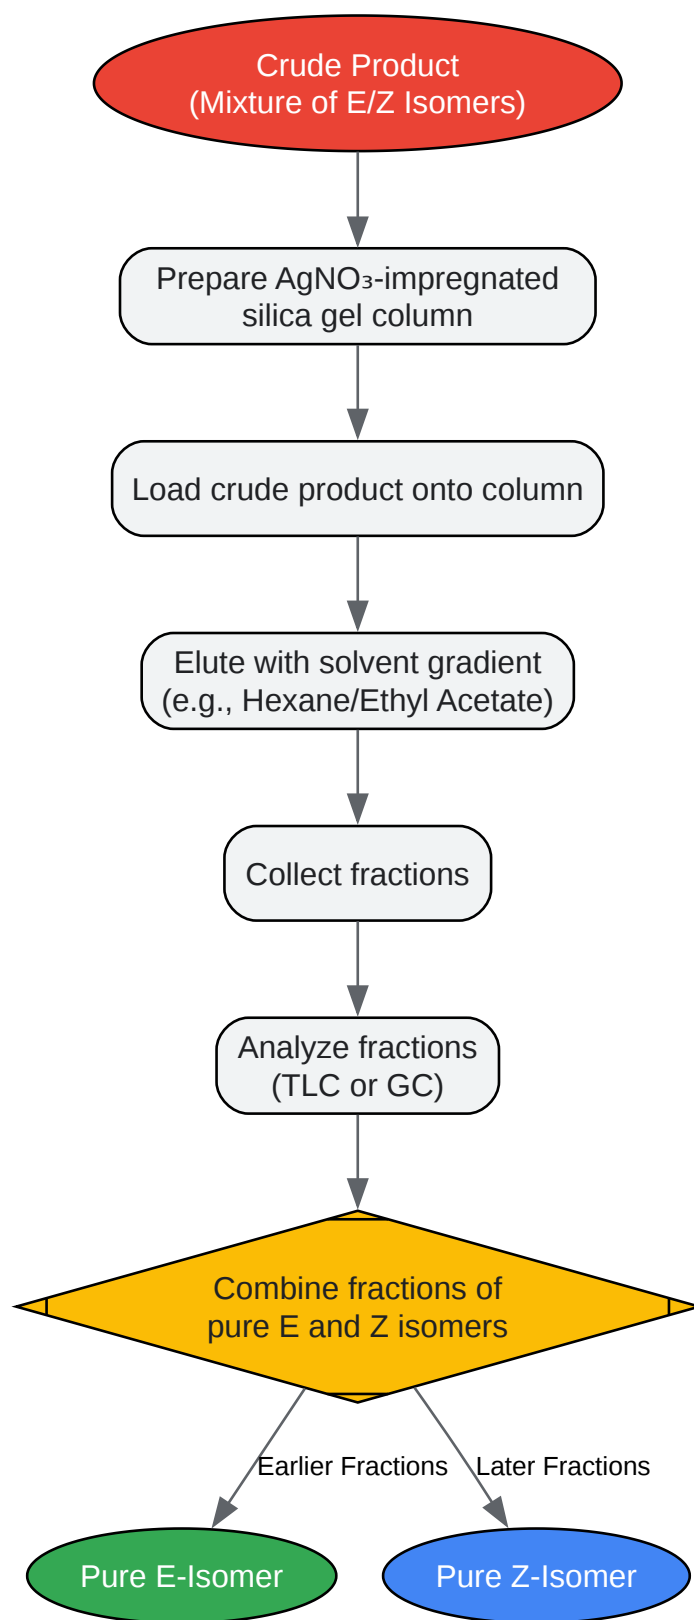 Crude Product
(Mixture of E/Z Isomers)
Prepare AgNO₃-impregnated
silica gel column
Load crude product onto column
Elute with solvent gradient
(e.g., Hexane/Ethyl Acetate)
Collect fractions
Analyze fractions
(TLC or GC)
Combine fractions of
pure E and Z isomers
Earlier Fractions
Later Fractions
Pure E-Isomer
Pure Z-Isomer